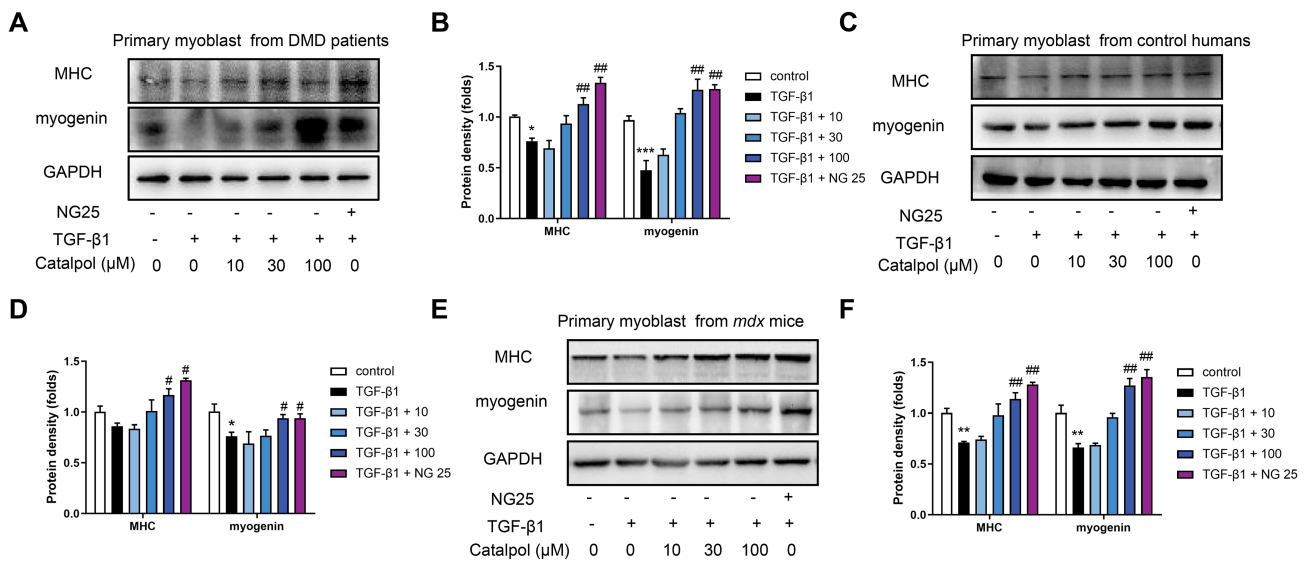 A
Primary myoblast from DMD patients
MHC
myogenin
GAPDH
NG25 - - - - - +
TGF-β1 - + + + + +
Catalpol (μM) 0 0 10 30 100 0
B
Protein density (folds)
1.5
1.0
0.5
0.0
* ## ## *** ## ##
MHC myogenin
control
TGF-β1
TGF-β1 + 10
TGF-β1 + 30
TGF-β1 + 100
TGF-β1 + NG 25
C
Primary myoblast from control humans
MHC
myogenin
GAPDH
NG25 - - - - - +
TGF-β1 - + + + + +
Catalpol (μM) 0 0 10 30 100 0
D
Protein density (folds)
1.5
1.0
0.5
0.0
# # * # #
MHC myogenin
control
TGF-β1
TGF-β1 + 10
TGF-β1 + 30
TGF-β1 + 100
TGF-β1 + NG 25
E
Primary myoblast from mdx mice
MHC
myogenin
GAPDH
NG25 - - - - - +
TGF-β1 - + + + + +
Catalpol (μM) 0 0 10 30 100 0
F
Protein density (folds)
1.5
1.0
0.5
0.0
** ## ## ** ## ##
MHC myogenin
control
TGF-β1
TGF-β1 + 10
TGF-β1 + 30
TGF-β1 + 100
TGF-β1 + NG 25